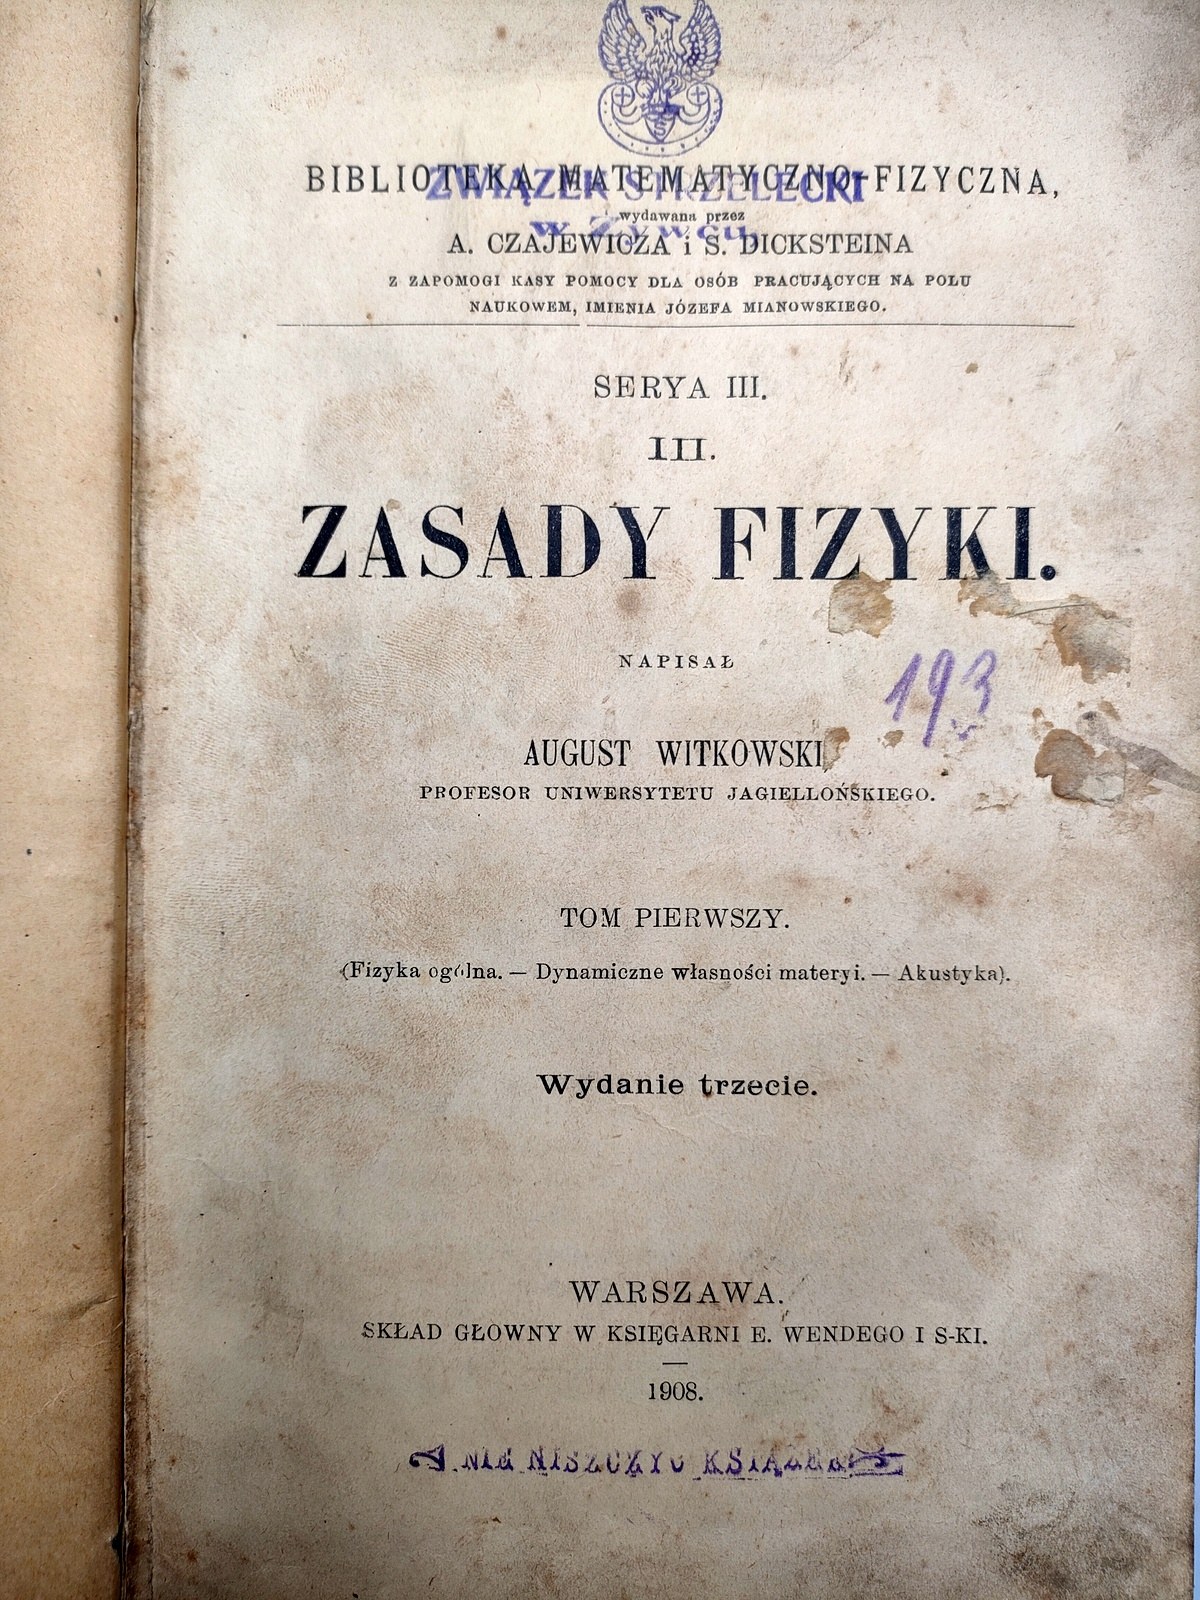 BIBLIOTEKA MATEMATYCZNO-FIZYCZNA,
ZWIĄZEK STRZELECKI
wydawana przez
w Żywcu
A. CZAJEWICZA i S. DICKSTEINA
Z ZAPOMOGI KASY POMOCY DLA OSÓB PRACUJĄCYCH NA POLU
NAUKOWEM, IMIENIA JÓZEFA MIANOWSKIEGO.
SERYA III.
III.
ZASADY FIZYKI.
NAPISAŁ
193
AUGUST WITKOWSKI,
PROFESOR UNIWERSYTETU JAGIELLOŃSKIEGO.
TOM PIERWSZY.
(Fizyka ogólna. — Dynamiczne własności materyi. — Akustyka).
Wydanie trzecie.
WARSZAWA.
SKŁAD GŁOWNY W KSIĘGARNI E. WENDEGO I S-KI.
1908.
NIE NISZCZYĆ KSIĄŻEK